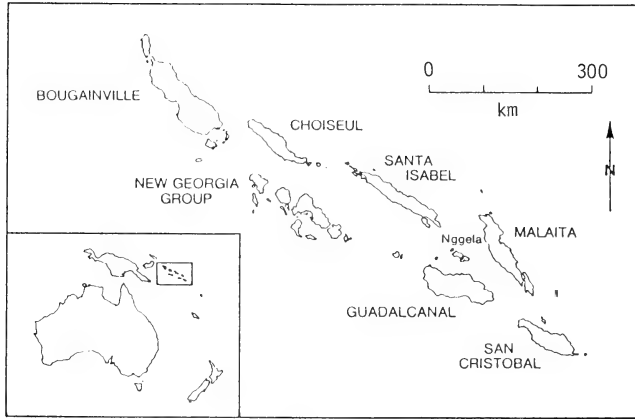 0 300
km
BOUGAINVILLE
CHOISEUL
N
SANTA
ISABEL
NEW GEORGIA
GROUP
Nggela
MALAITA
GUADALCANAL
SAN
CRISTOBAL